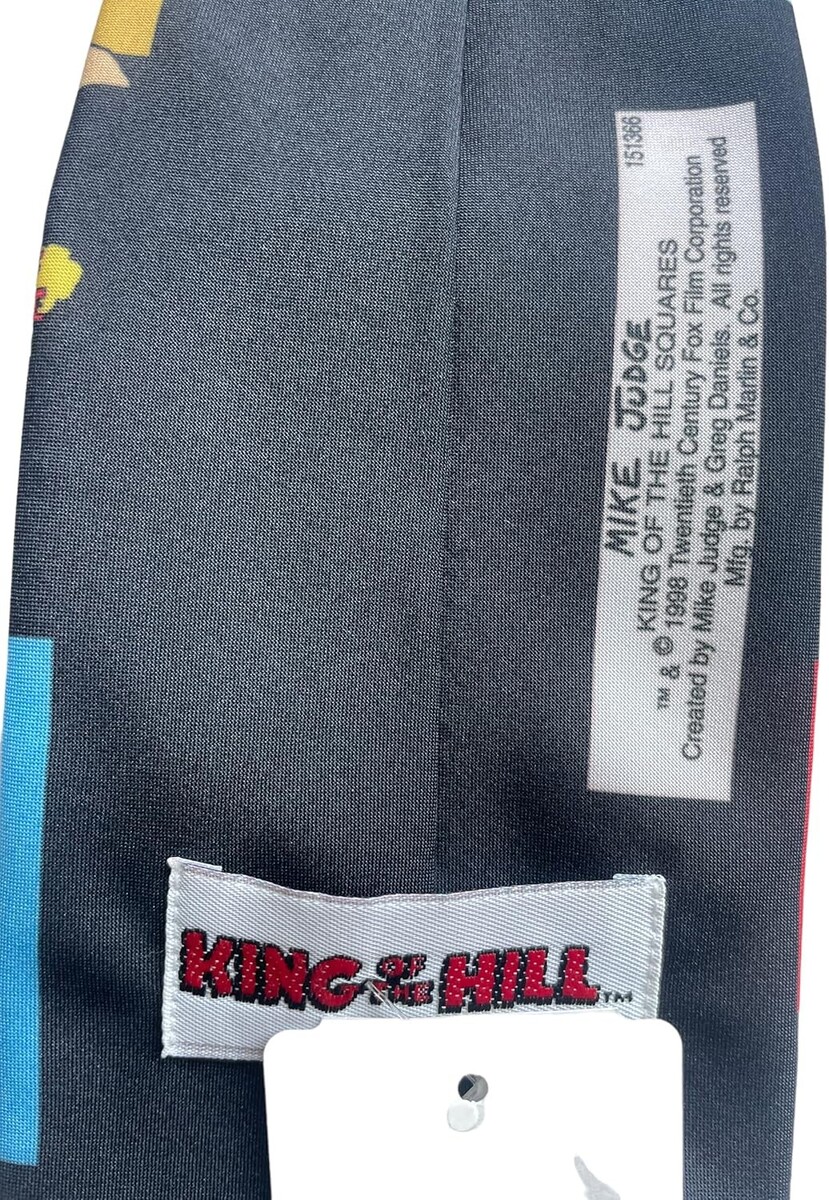 151366
MIKE JUDGE
KING OF THE HILL SQUARES
™ & © 1998 Twentieth Century Fox Film Corporation
Created by Mike Judge & Greg Daniels. All rights reserved
Mfg. by Ralph Marlin & Co.
KING OF THE HILL™